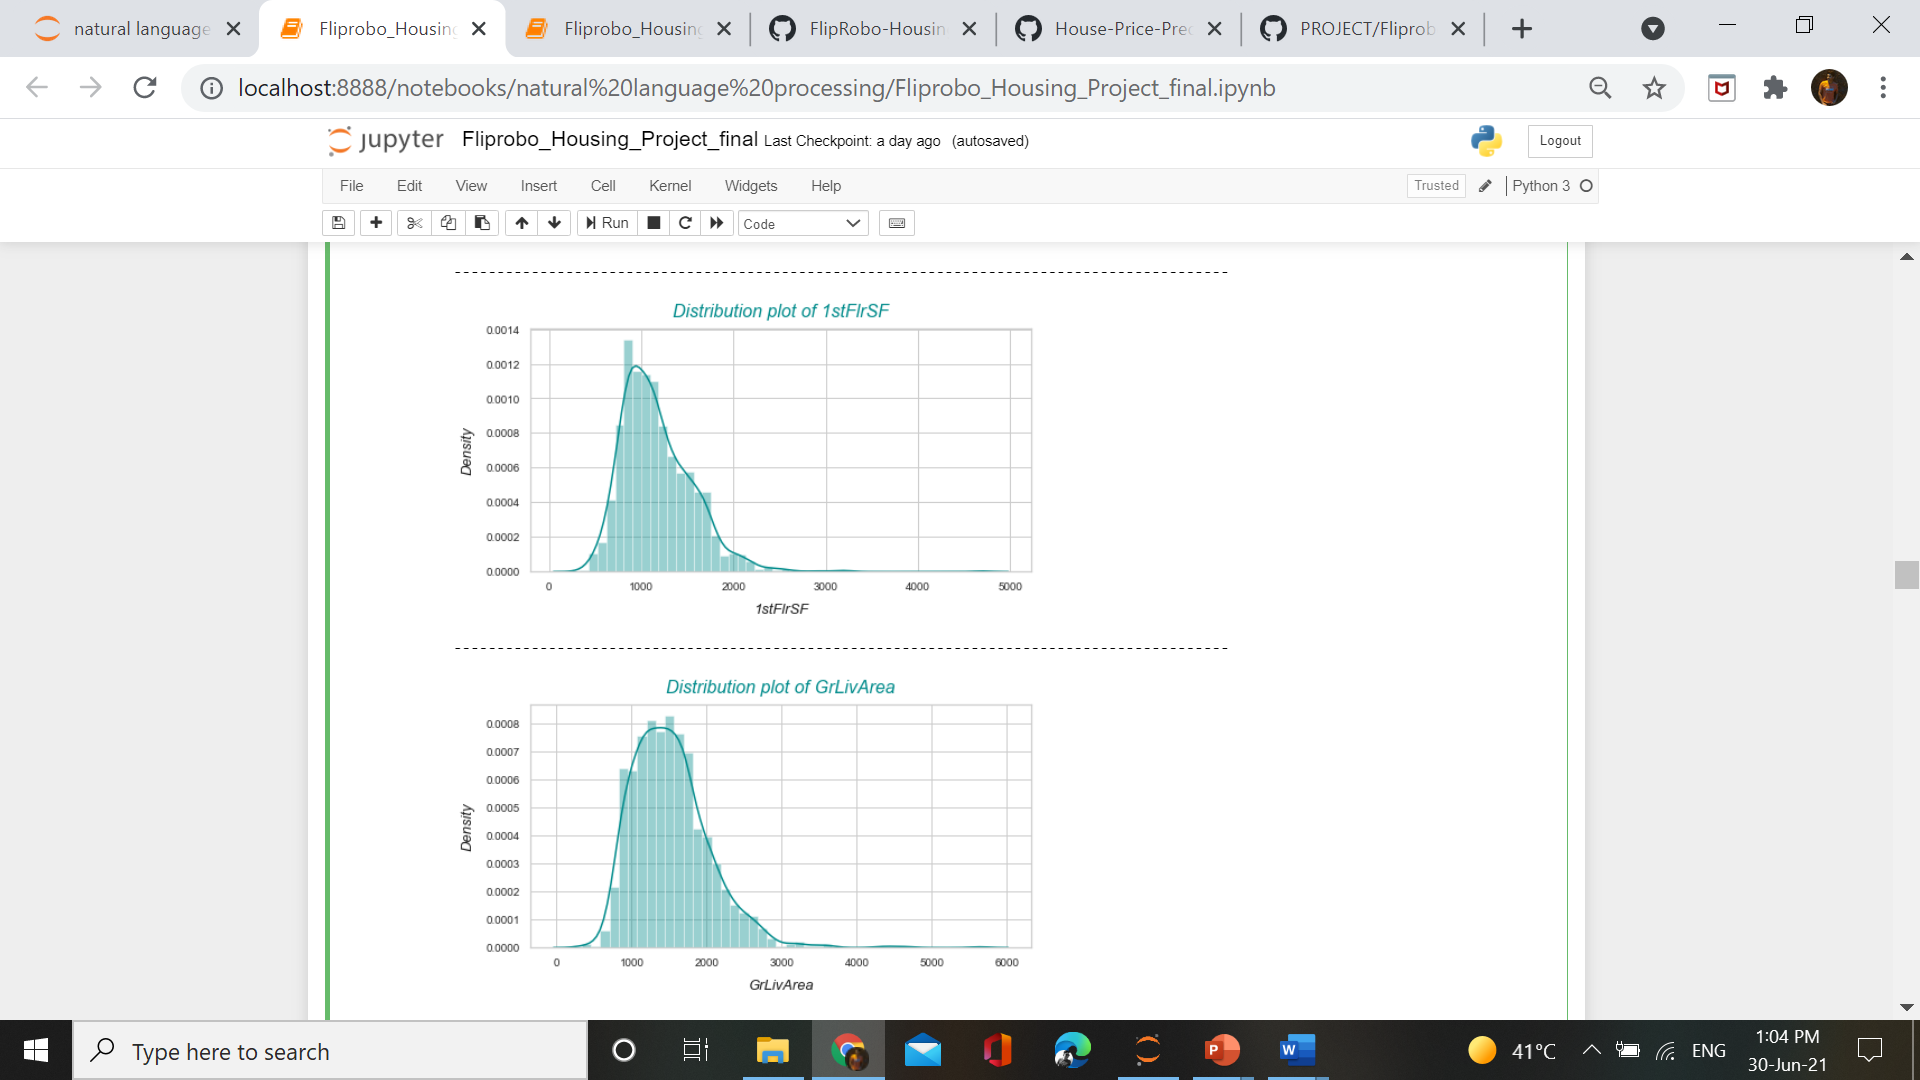 natural language
Fliprobo_Housing
Fliprobo_Housing
FlipRobo-Housin
House-Price-Pre
PROJECT/Fliprob
localhost:8888/notebooks/natural%20language%20processing/Fliprobo_Housing_Project_final.ipynb
jupyter Fliprobo_Housing_Project_final Last Checkpoint: a day ago (autosaved)
Logout
File Edit View Insert Cell Kernel Widgets Help
Trusted Python 3
Run Code
--------------------------------------------------------------------------------
Distribution plot of 1stFlrSF
0.0014
0.0012
0.0010
0.0008
0.0006
0.0004
0.0002
0.0000
Density
0 1000 2000 3000 4000 5000
1stFlrSF
--------------------------------------------------------------------------------
Distribution plot of GrLivArea
0.0008
0.0007
0.0006
0.0005
0.0004
0.0003
0.0002
0.0001
0.0000
Density
0 1000 2000 3000 4000 5000 6000
GrLivArea
Type here to search
P
W
41°C
ENG
1:04 PM
30-Jun-21